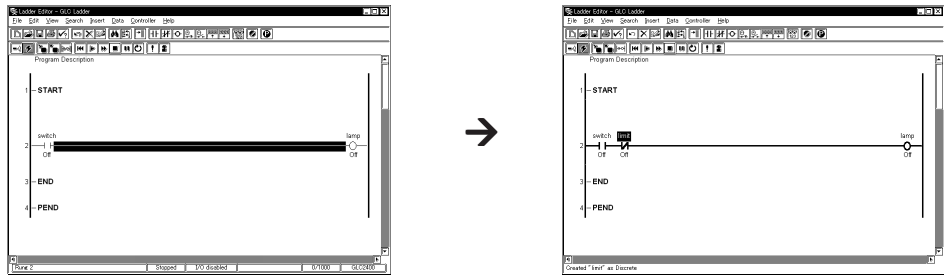 Ladder Editor - GLC Ladder
File Edit View Search Insert Data Controller Help
Program Description
1 START
switch lamp
2
Off Off
3 END
4 PEND
Rung 2 Stopped I/O disabled 0/1000 GLC2400
Ladder Editor - GLC Ladder
File Edit View Search Insert Data Controller Help
Program Description
1 START
switch limit lamp
2
Off Off Off
3 END
4 PEND
Created "limit" as Discrete